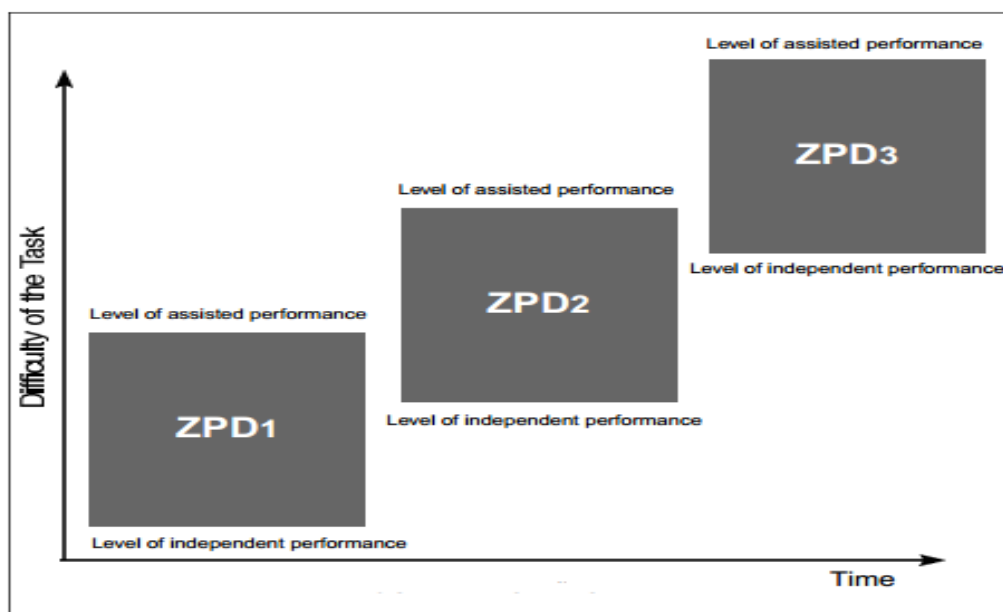 Level of assisted performance
ZPD3
Level of independent performance
Level of assisted performance
ZPD2
Level of independent performance
Level of assisted performance
ZPD1
Level of independent performance
Difficulty of the Task
Time